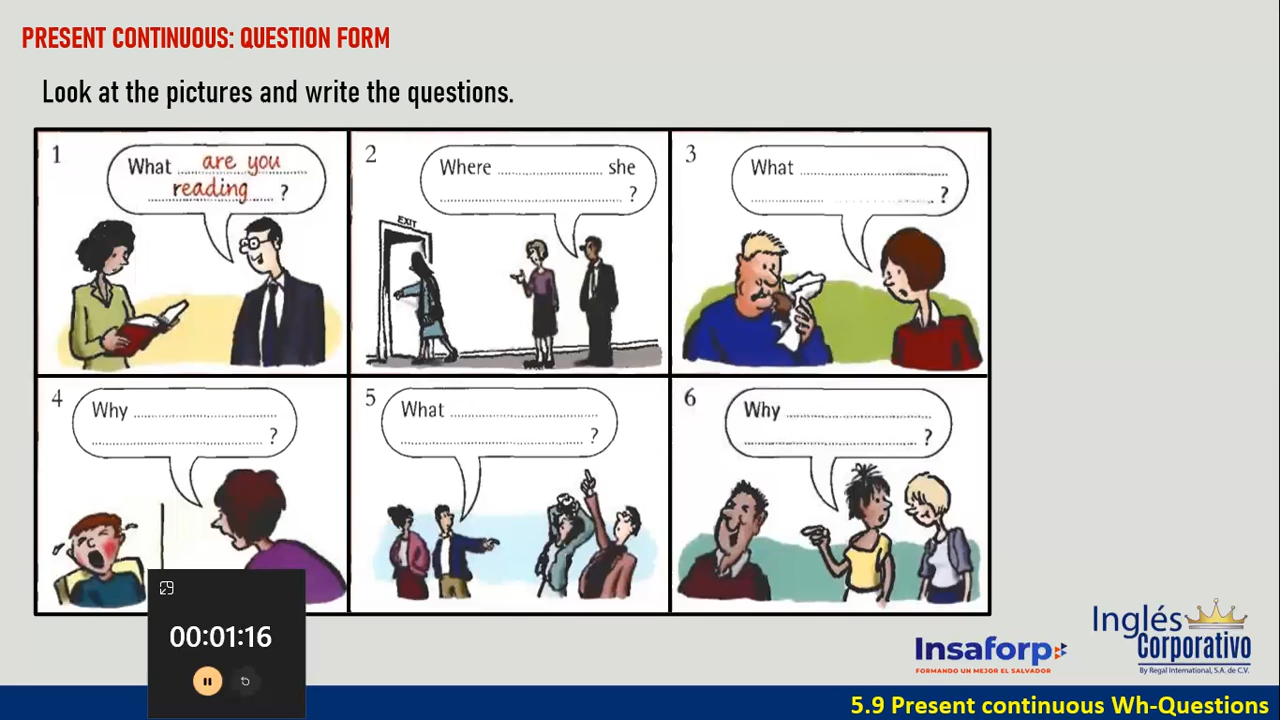 PRESENT CONTINUOUS: QUESTION FORM
Look at the pictures and write the questions.
1
What are you
reading ?
2
Where ........................ she
?
EXIT
3
What ........................
?
4
Why ........................
?
5
What ........................
?
6
Why ........................
?
00:01:16
Insaforp
FORMANDO UN MEJOR EL SALVADOR
Inglés
Corporativo
By Regal International, S.A. de C.V.
5.9 Present continuous Wh-Questions